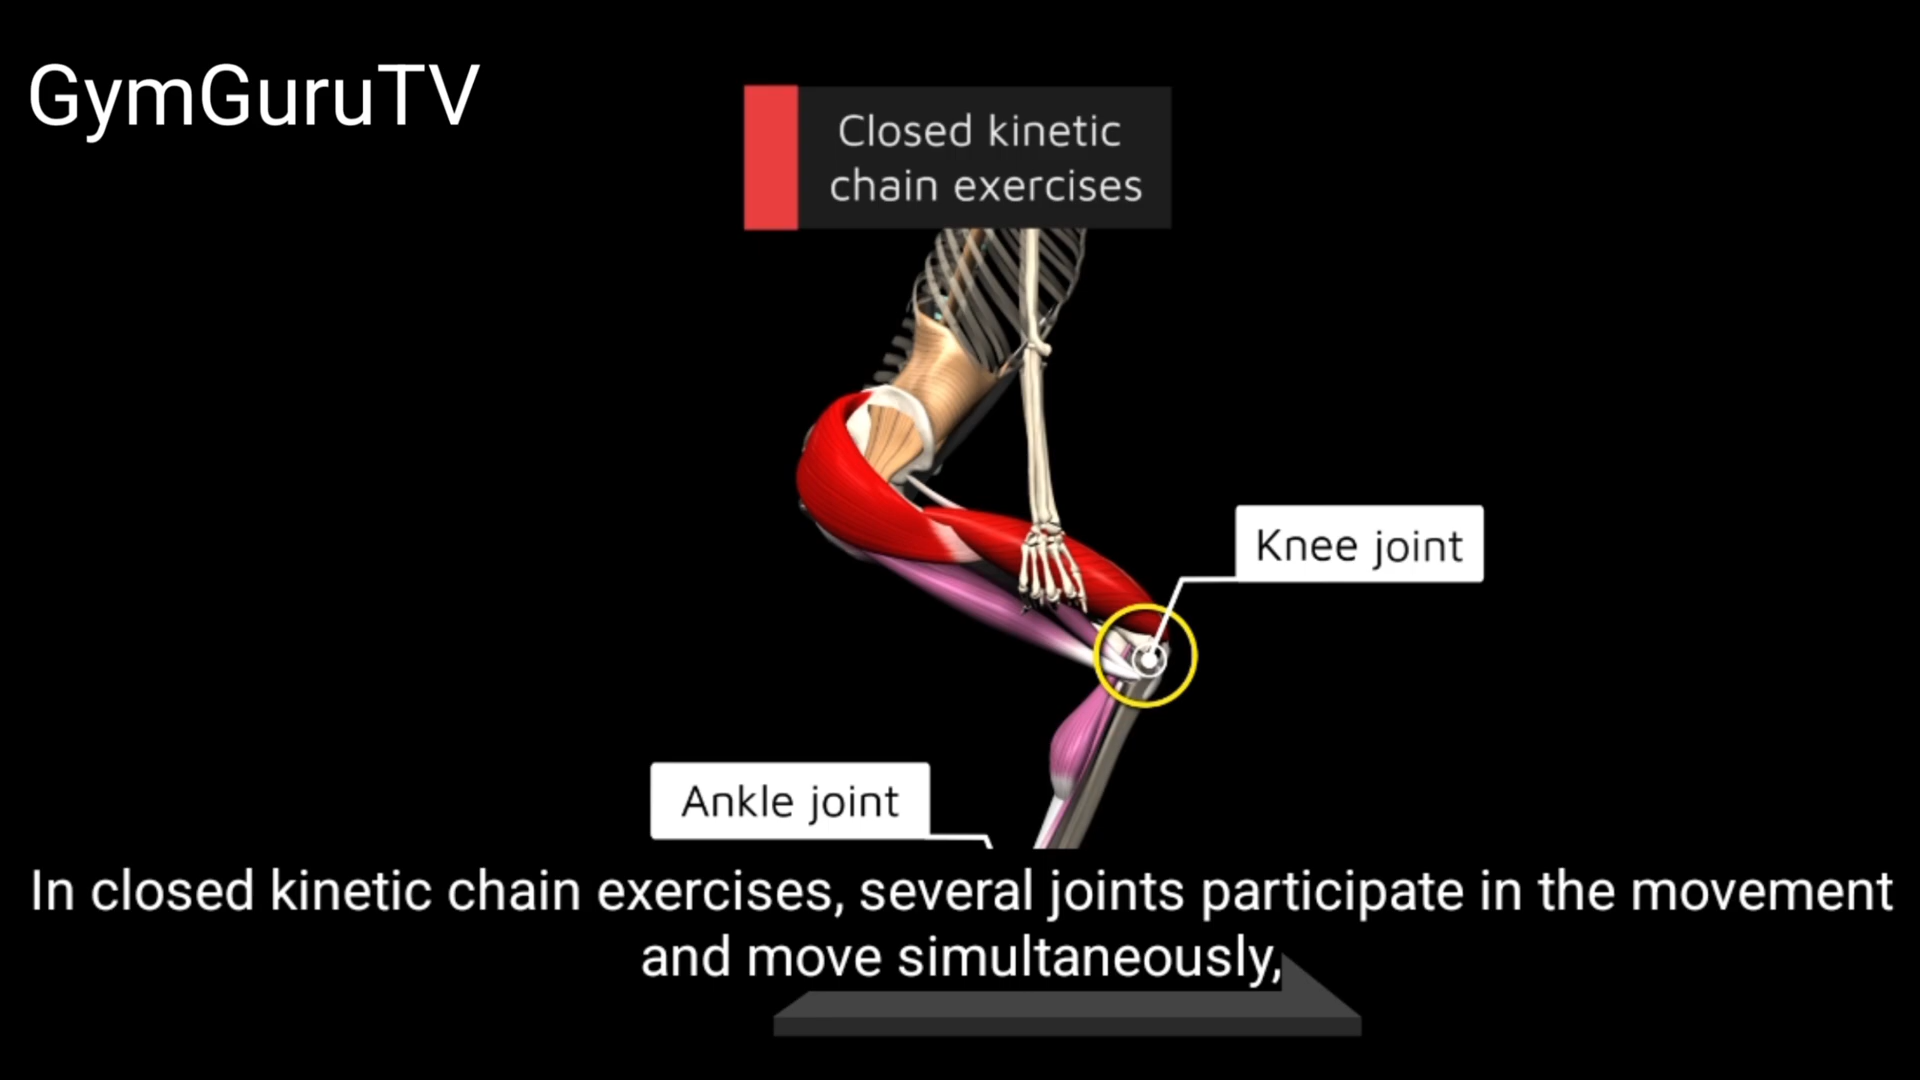 GymGuruTV
Closed kinetic
chain exercises
Knee joint
Ankle joint
In closed kinetic chain exercises, several joints participate in the movement
and move simultaneously,